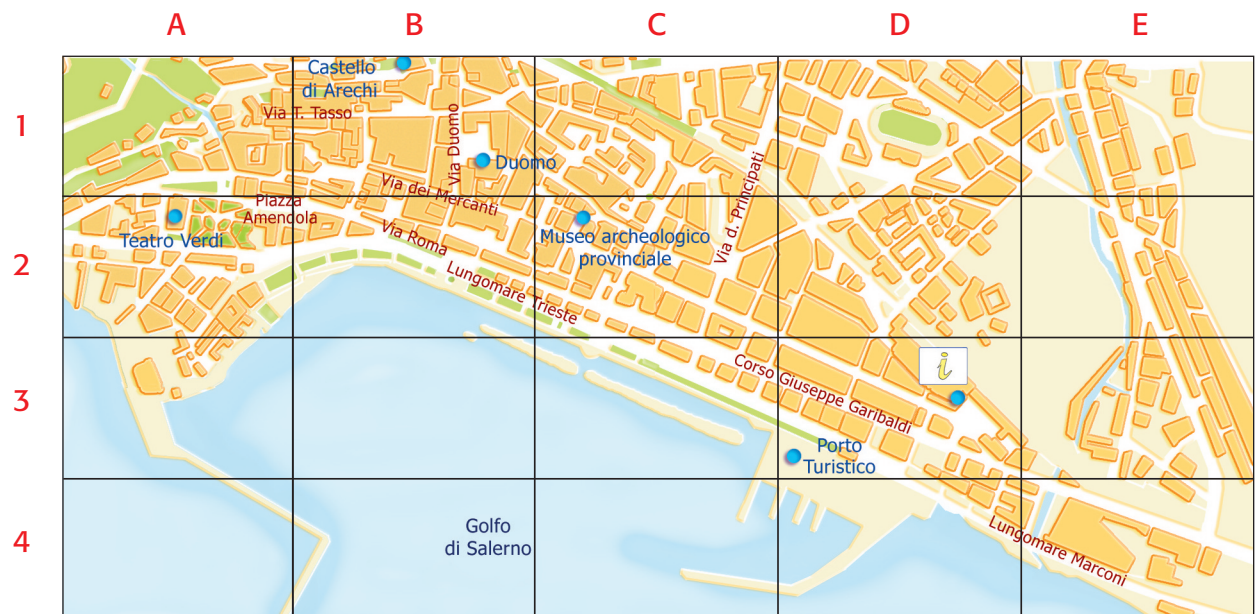 A B C D E
1
2
3
4
Castello
di Arechi
Via T. Tasso
Via Duomo
Duomo
Via dei Mercanti
Via d. Principati
Piazza
Amendola
Teatro Verdi
Via Roma
Museo archeologico
provinciale
Lungomare Trieste
i
Corso Giuseppe Garibaldi
Porto
Turistico
Golfo
di Salerno
Lungomare Marconi